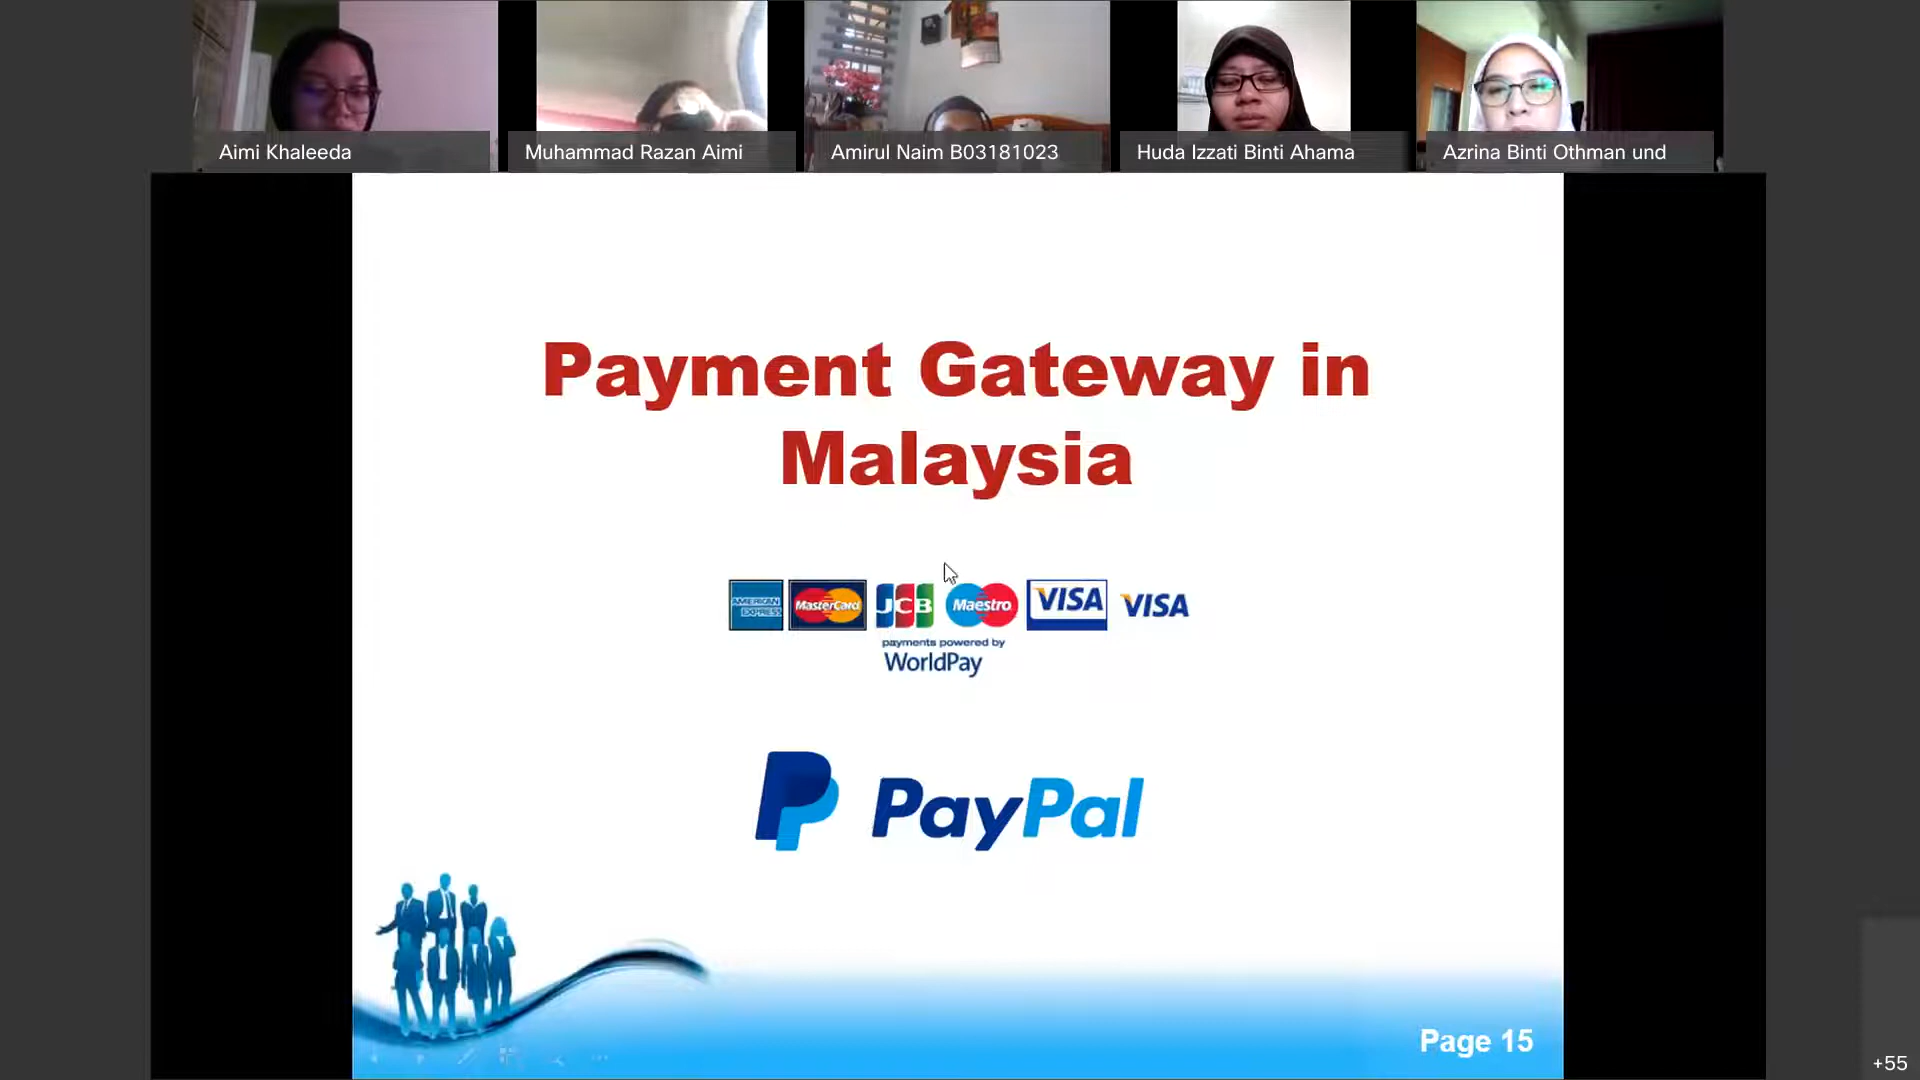 Aimi Khaleeda
Muhammad Razan Aimi
Amirul Naim B03181023
Huda Izzati Binti Ahama
Azrina Binti Othman und
Payment Gateway in
Malaysia
AMERICAN
EXPRESS
MasterCard
JCB
Maestro
VISA
VISA
payments powered by
WorldPay
PayPal
Page 15
+55